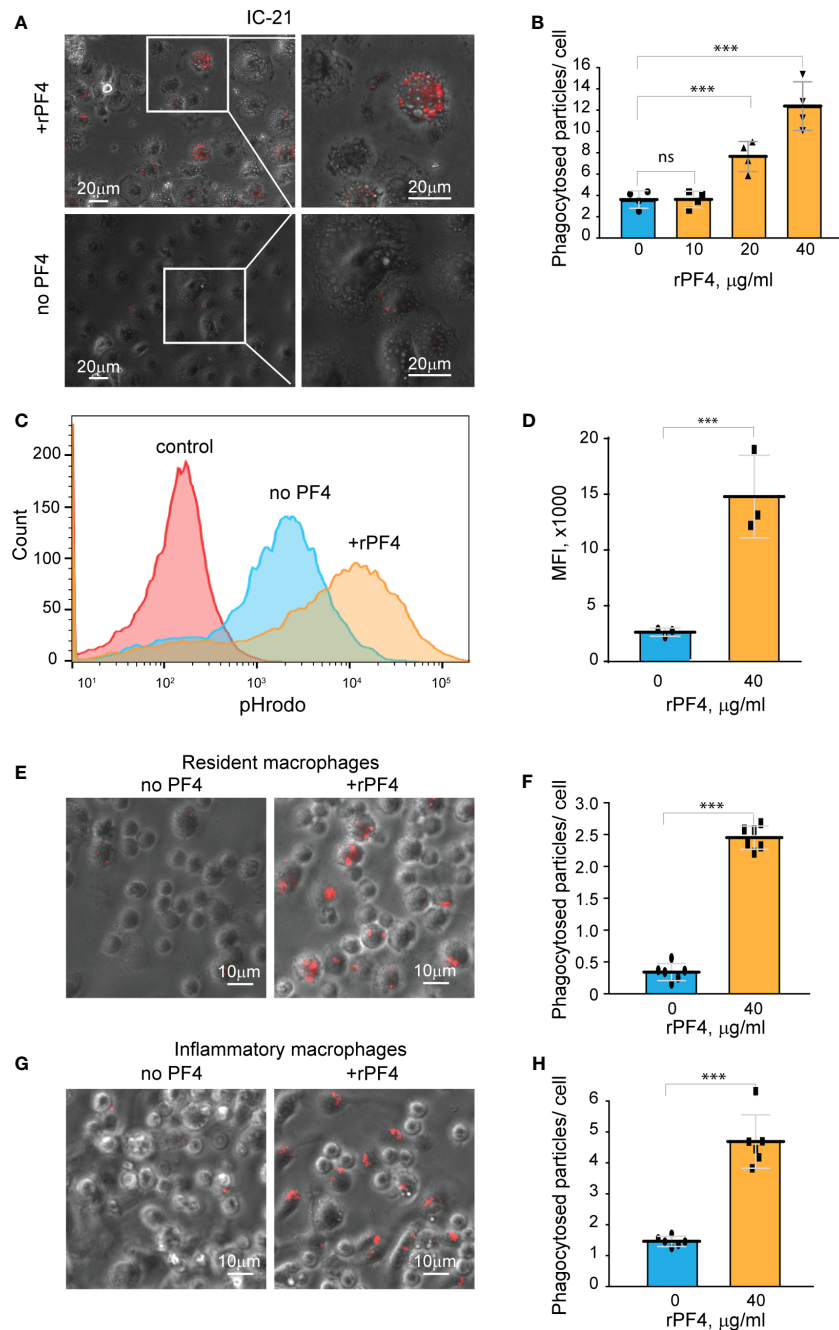 A
IC-21
+rPF4
20μm
20μm
no PF4
20μm
20μm
B
Phagocytosed particles/ cell
16
14
12
10
8
6
4
2
0
ns
***
***
0 10 20 40
rPF4, μg/ml
C
Count
200
150
100
50
0
control
no PF4
+rPF4
10¹ 10² 10³ 10⁴ 10⁵
pHrodo
D
MFI, x1000
20
15
10
5
0
***
0 40
rPF4, μg/ml
E
Resident macrophages
no PF4 +rPF4
10μm
10μm
F
Phagocytosed particles/ cell
3.0
2.5
2.0
1.5
1.0
0.5
0
***
0 40
rPF4, μg/ml
G
Inflammatory macrophages
no PF4 +rPF4
10μm
10μm
H
Phagocytosed particles/ cell
6
5
4
3
2
1
0
***
0 40
rPF4, μg/ml